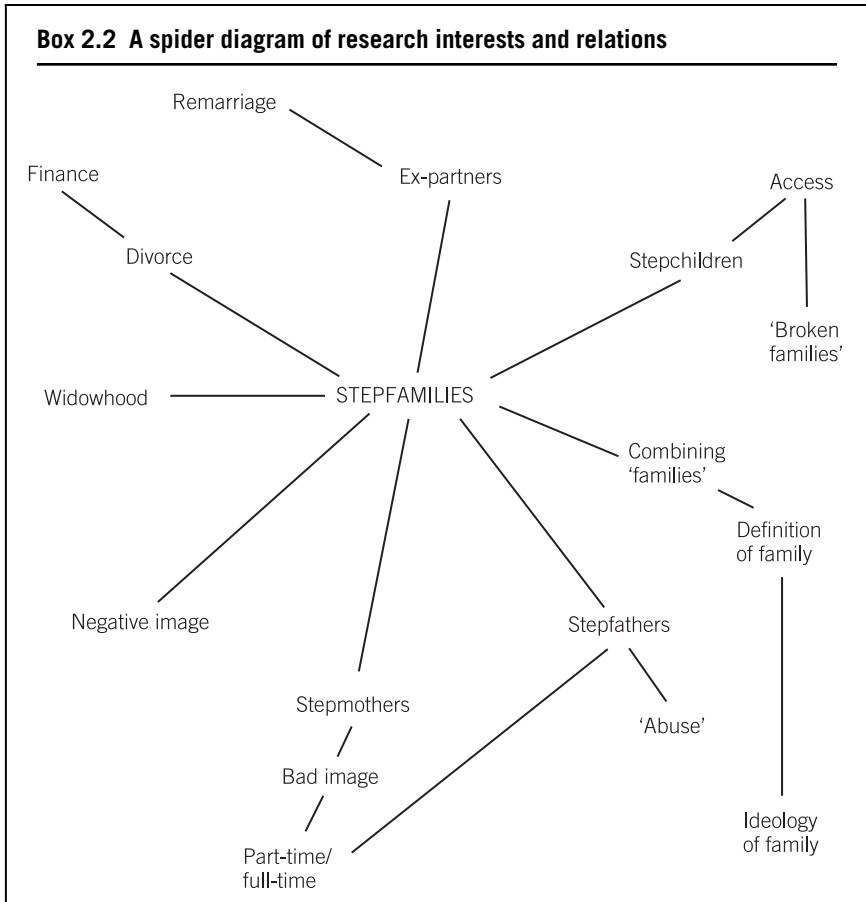 Box 2.2 A spider diagram of research interests and relations
Remarriage
Finance
Ex-partners
Access
Divorce
Stepchildren
‘Broken
families’
Widowhood
STEPFAMILIES
Combining
‘families’
Definition
of family
Negative image
Stepfathers
Stepmothers
‘Abuse’
Bad image
Ideology
of family
Part-time/
full-time